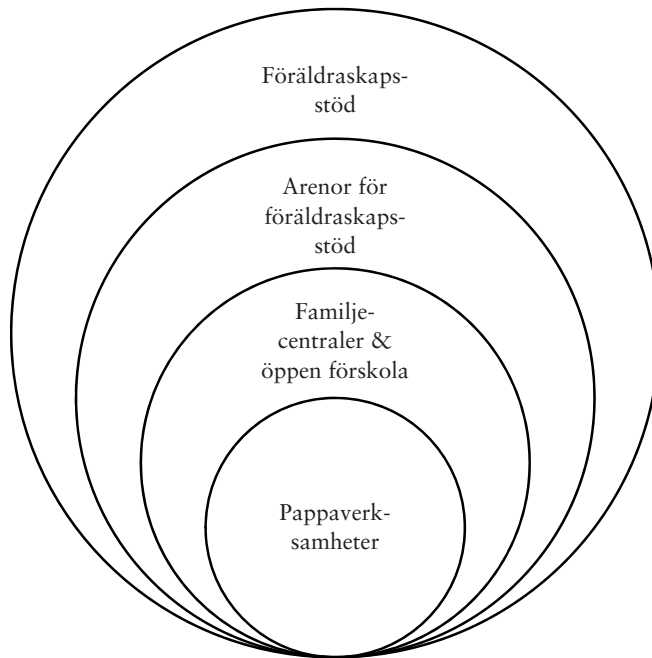 Föräldraskaps-
stöd
Arenor för
föräldraskaps-
stöd
Familje-
centraler &
öppen förskola
Pappaverk-
samheter